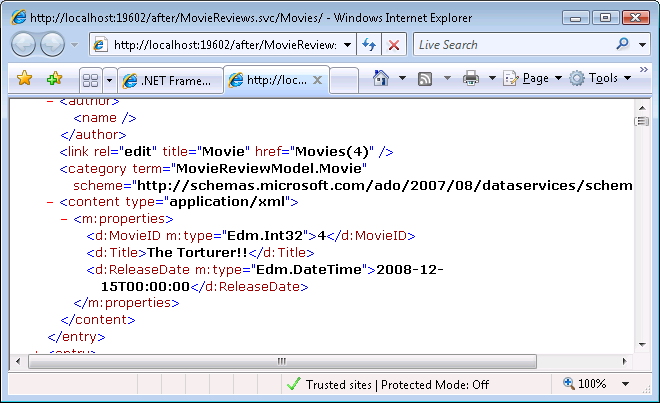 http://localhost:19602/after/MovieReviews.svc/Movies/ - Windows Internet Explorer
http://localhost:19602/after/MovieReview: Live Search
.NET Frame... http://loc... Page Tools
- <author>
<name />
</author>
<link rel="edit" title="Movie" href="Movies(4)" />
<category term="MovieReviewModel.Movie"
scheme="http://schemas.microsoft.com/ado/2007/08/dataservices/schem
- <content type="application/xml">
- <m:properties>
<d:MovieID m:type="Edm.Int32">4</d:MovieID>
<d:Title>The Torturer!!</d:Title>
<d:ReleaseDate m:type="Edm.DateTime">2008-12-
15T00:00:00</d:ReleaseDate>
</m:properties>
</content>
</entry>
+ <entry>
Trusted sites | Protected Mode: Off 100%